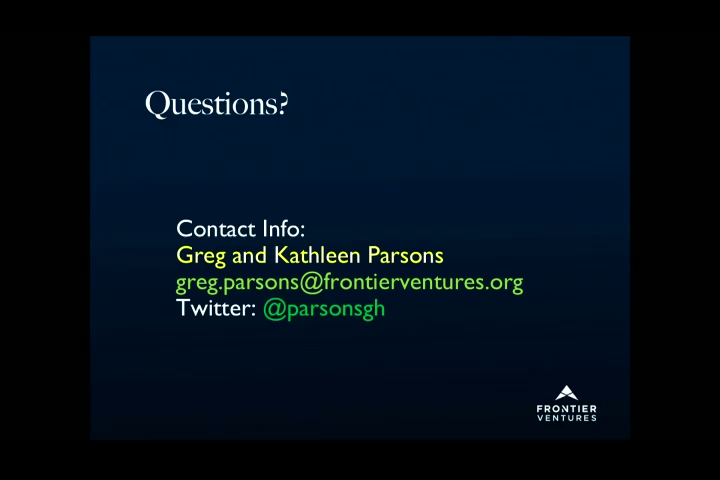 Questions?
Contact Info:
Greg and Kathleen Parsons
greg.parsons@frontierventures.org
Twitter: @parsonsgh
FRONTIER
VENTURES